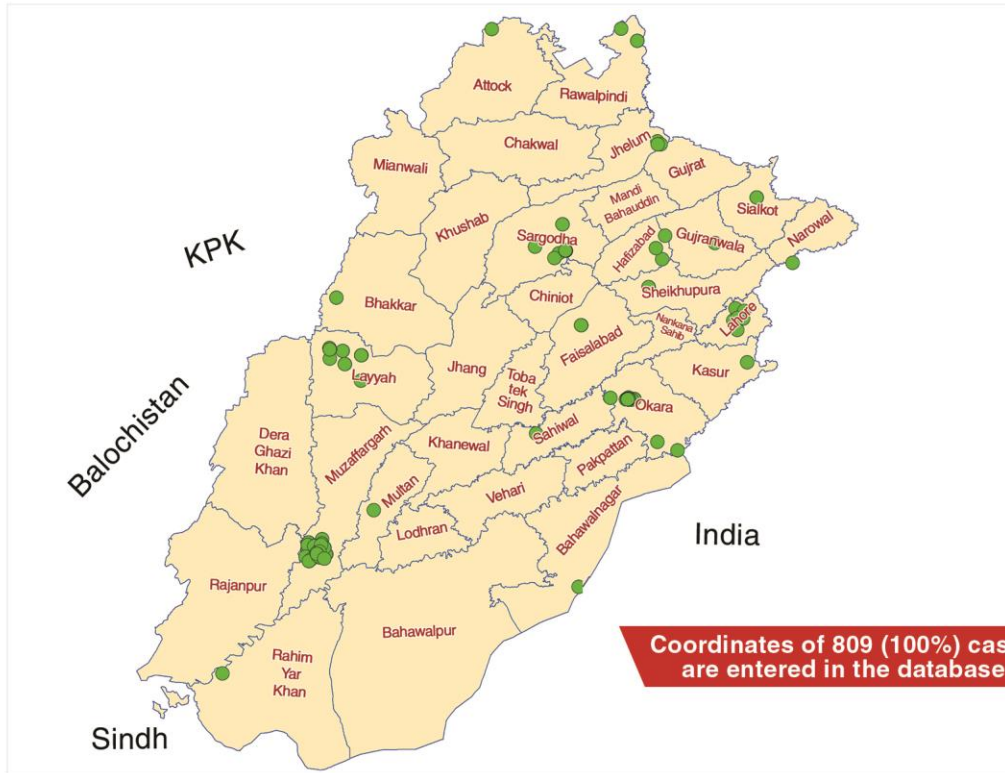 Attock
Rawalpindi
Chakwal
Jhelum
Mianwali
Gujrat
Mandi
Bahauddin
Khushab
Sialkot
Narowal
Sargodha
Hafizabad
Gujranwala
KPK
Bhakkar
Chiniot
Sheikhupura
Lahore
Nankana
Sahib
Faisalabad
Kasur
Layyah
Jhang
Toba
tek
Singh
Okara
Balochistan
Dera
Ghazi
Khan
Muzaffargarh
Khanewal
Sahiwal
Pakpattan
Multan
Vehari
Lodhran
Bahawalnagar
India
Rajanpur
Bahawalpur
Rahim
Yar
Khan
Sindh
Coordinates of 809 (100%) cas
are entered in the database